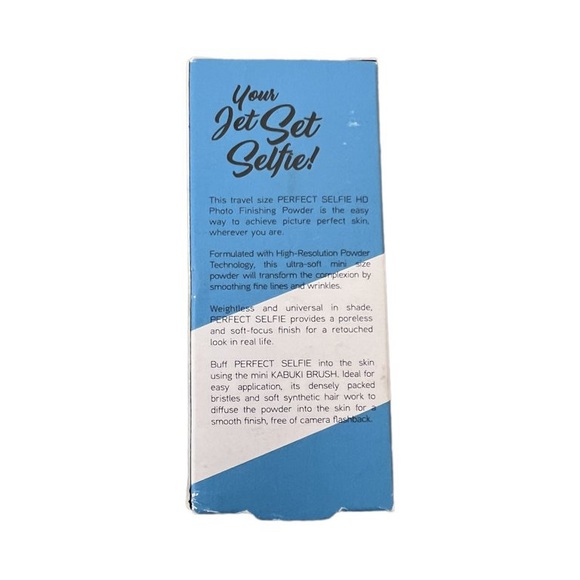 Your
Jet Set
Selfie!
This travel size PERFECT SELFIE HD
Photo Finishing Powder is the easy
way to achieve picture perfect skin,
wherever you are.
Formulated with High-Resolution Powder
Technology, this ultra-soft mini size
powder will transform the complexion by
smoothing fine lines and wrinkles.
Weightless and universal in shade,
PERFECT SELFIE provides a poreless
and soft-focus finish for a retouched
look in real life.
Buff PERFECT SELFIE into the skin
using the mini KABUKI BRUSH. Ideal for
easy application, its densely packed
bristles and soft synthetic hair work to
diffuse the powder into the skin for a
smooth finish, free of camera flashback.